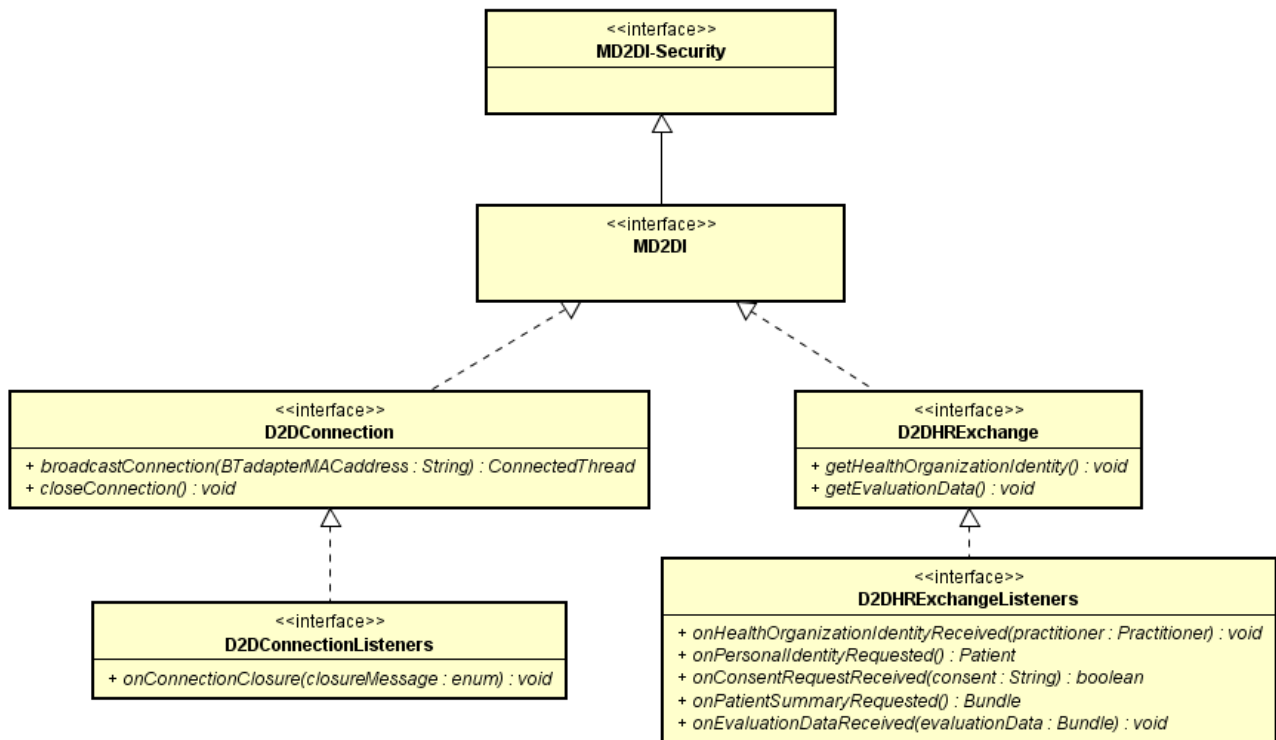 <<interface>>
MD2DI-Security
<<interface>>
MD2DI
<<interface>>
D2DConnection
+ broadcastConnection(BTadapterMACaddress : String) : ConnectedThread
+ closeConnection() : void
<<interface>>
D2DHRExchange
+ getHealthOrganizationIdentity() : void
+ getEvaluationData() : void
<<interface>>
D2DConnectionListeners
+ onConnectionClosure(closureMessage : enum) : void
<<interface>>
D2DHRExchangeListeners
+ onHealthOrganizationIdentityReceived(practitioner : Practitioner) : void
+ onPersonalIdentityRequested() : Patient
+ onConsentRequestReceived(consent : String) : boolean
+ onPatientSummaryRequested() : Bundle
+ onEvaluationDataReceived(evaluationData : Bundle) : void